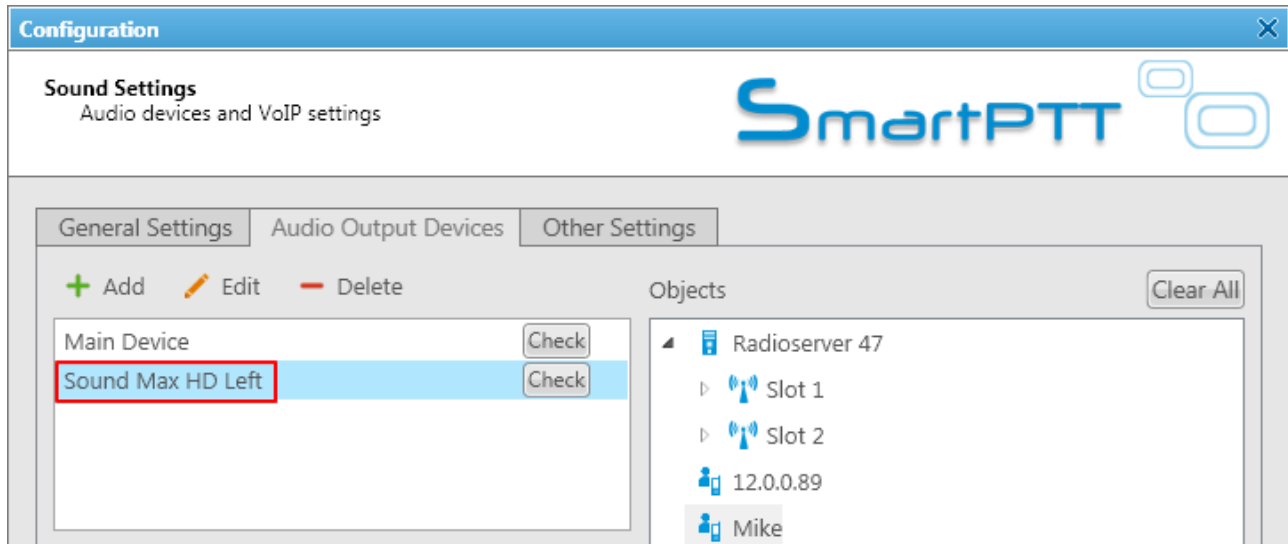 Configuration
Sound Settings
Audio devices and VoIP settings
SmartPTT
General Settings
Audio Output Devices
Other Settings
Add
Edit
Delete
Main Device
Check
Sound Max HD Left
Check
Objects
Clear All
Radioserver 47
Slot 1
Slot 2
12.0.0.89
Mike